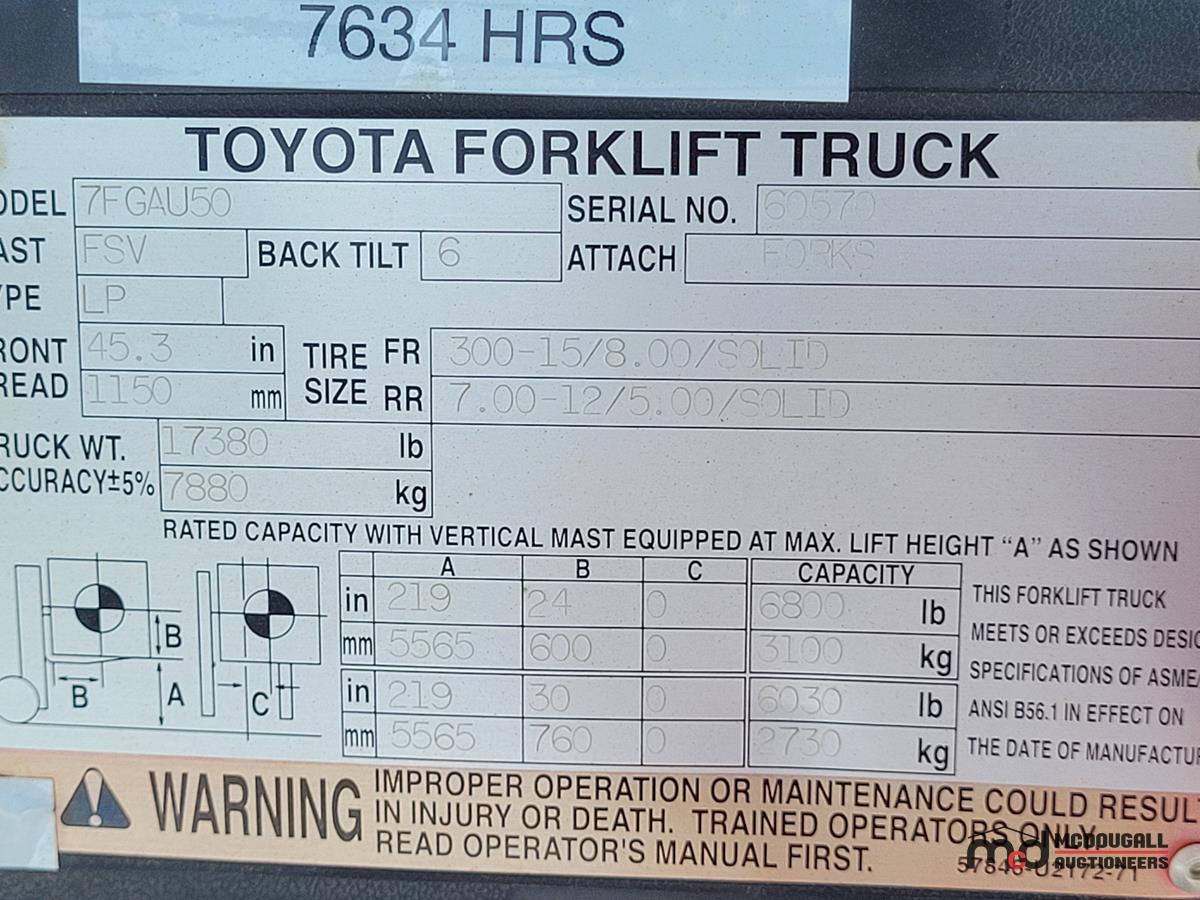 7634 HRS
TOYOTA FORKLIFT TRUCK
ODEL 7FGAU50 SERIAL NO. 60570
AST FSV BACK TILT 6 ATTACH FORKS
YPE LP
RONT 45.3 in TIRE FR 300-15/8.00/SOLID
READ 1150 mm SIZE RR 7.00-12/5.00/SOLID
RUCK WT. 17380 lb
CCURACY±5% 7880 kg
RATED CAPACITY WITH VERTICAL MAST EQUIPPED AT MAX. LIFT HEIGHT “A” AS SHOWN
A B C CAPACITY
in 219 24 0 6800 lb
mm 5565 600 0 3100 kg
in 219 30 0 6030 lb
mm 5565 760 0 2730 kg
B
B A C
THIS FORKLIFT TRUCK
MEETS OR EXCEEDS DESIG
SPECIFICATIONS OF ASME/
ANSI B56.1 IN EFFECT ON
THE DATE OF MANUFACTUR
WARNING IMPROPER OPERATION OR MAINTENANCE COULD RESUL
IN INJURY OR DEATH. TRAINED OPERATORS ONLY.
READ OPERATOR'S MANUAL FIRST.
57846-U2172-71
McD MCDOUGALL
AUCTIONEERS